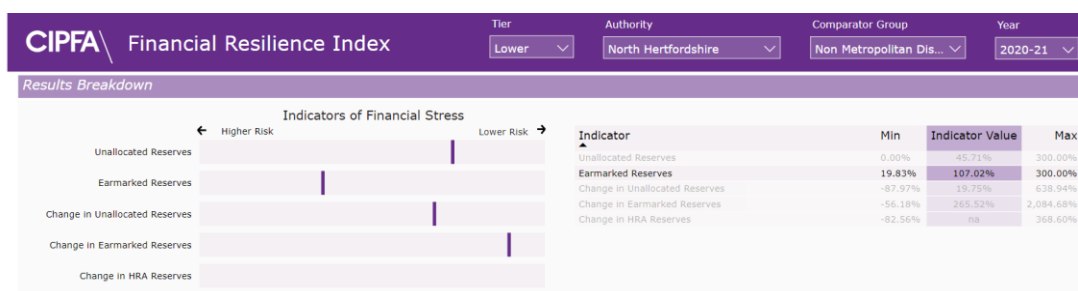 CIPFA\ Financial Resilience Index
Tier
Lower
Authority
North Hertfordshire
Comparator Group
Non Metropolitan Dis...
Year
2020-21
Results Breakdown
Indicators of Financial Stress
← Higher Risk Lower Risk →
Unallocated Reserves
Earmarked Reserves
Change in Unallocated Reserves
Change in Earmarked Reserves
Change in HRA Reserves
Indicator Min Indicator Value Max
Unallocated Reserves 0.00% 45.71% 300.00%
Earmarked Reserves 19.83% 107.02% 300.00%
Change in Unallocated Reserves -87.97% 19.75% 638.94%
Change in Earmarked Reserves -56.18% 265.52% 2,084.68%
Change in HRA Reserves -82.56% na 368.60%